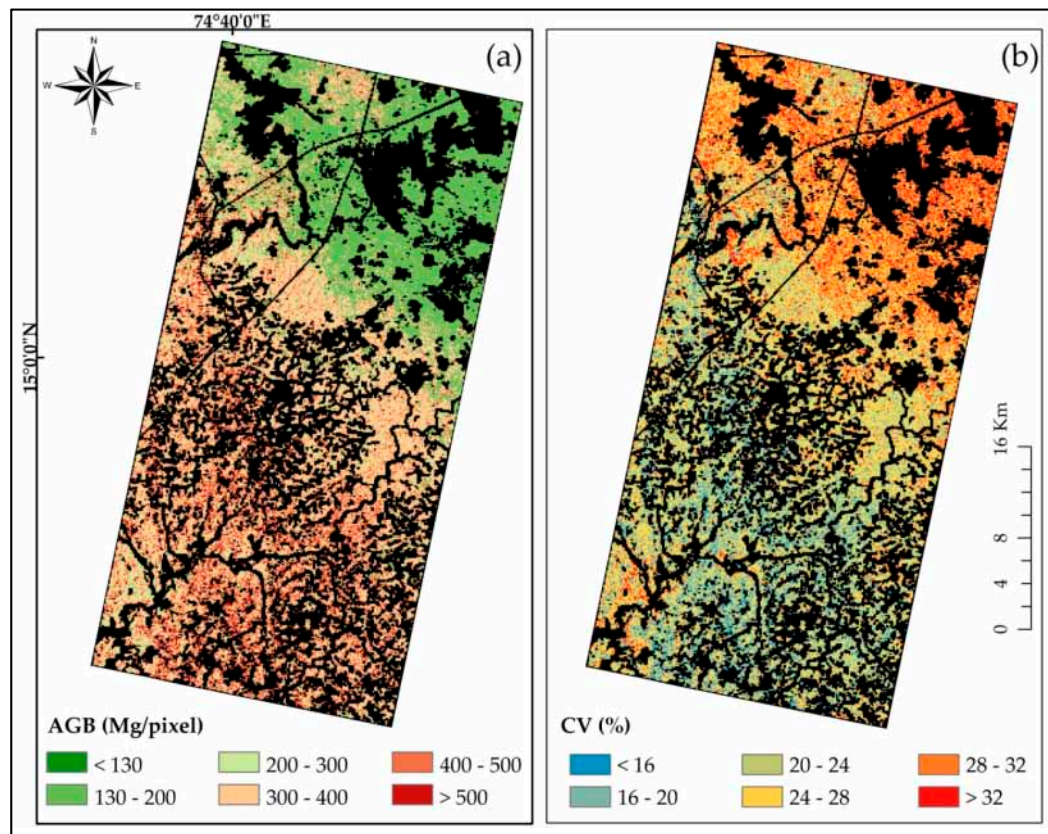 74°40'0"E
(a)
(b)
N
W E
S
15°0'0"N
16 Km
8
4
0
AGB (Mg/pixel)
< 130 200 - 300 400 - 500
130 - 200 300 - 400 > 500
CV (%)
< 16 20 - 24 28 - 32
16 - 20 24 - 28 > 32